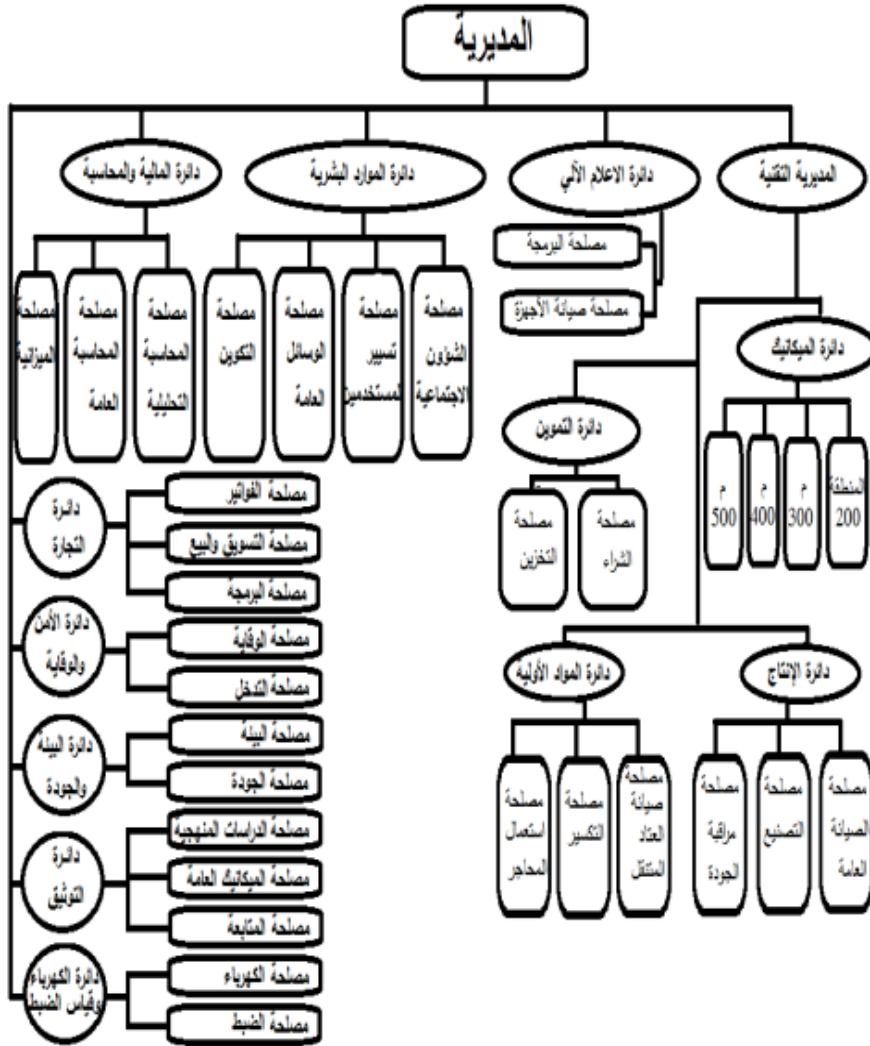 المديرية
المديرية التقنية
دائرة الاعلام الآلي
دائرة الموارد البشرية
دائرة المالية والمحاسبة
مصلحة البرمجة
مصلحة صيانة الأجهزة
مصلحة
الشؤون
الاجتماعية
مصلحة
تسيير
لمستخدمين
مصلحة
الوسائل
العامة
مصلحة
التكوين
مصلحة
المحاسبة
التحليلية
مصلحة
المحاسبة
العامة
مصلحة
الميزانية
دائرة الميكانيك
المنطقة
200
م
300
م
400
م
500
دائرة التموين
مصلحة
الشراء
مصلحة
التخزين
دائرة الإنتاج
مصلحة
الصيانة
العامة
مصلحة
التصنيع
مصلحة
مراقبة
الجودة
دائرة المواد الأولية
مصلحة
صيانة
العتاد
المتنقل
مصلحة
التكسير
مصلحة
استعمال
المحاجر
دائرة
التجارة
مصلحة الفواتير
مصلحة التسويق والبيع
مصلحة البرمجة
دائرة الأمن
والوقاية
مصلحة الوقاية
مصلحة التدخل
دائرة البيئة
والجودة
مصلحة البيئة
مصلحة الجودة
دائرة
التوثيق
مصلحة الدراسات المنهجية
مصلحة الميكانيك العامة
مصلحة المتابعة
دائرة الكهرباء
وقياس الضبط
مصلحة الكهرباء
مصلحة الضبط